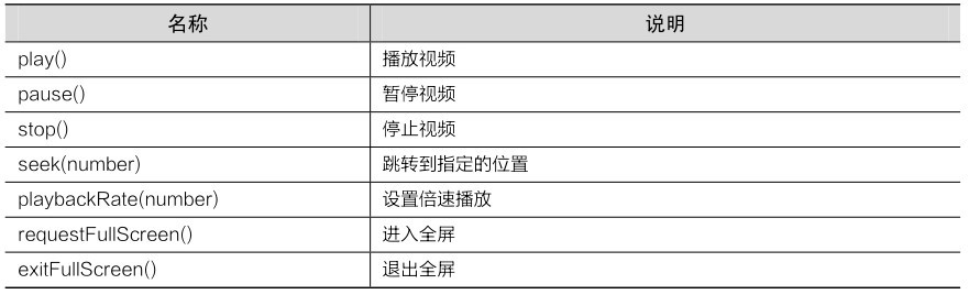 名称 说明
play() 播放视频
pause() 暂停视频
stop() 停止视频
seek(number) 跳转到指定的位置
playbackRate(number) 设置倍速播放
requestFullScreen() 进入全屏
exitFullScreen() 退出全屏